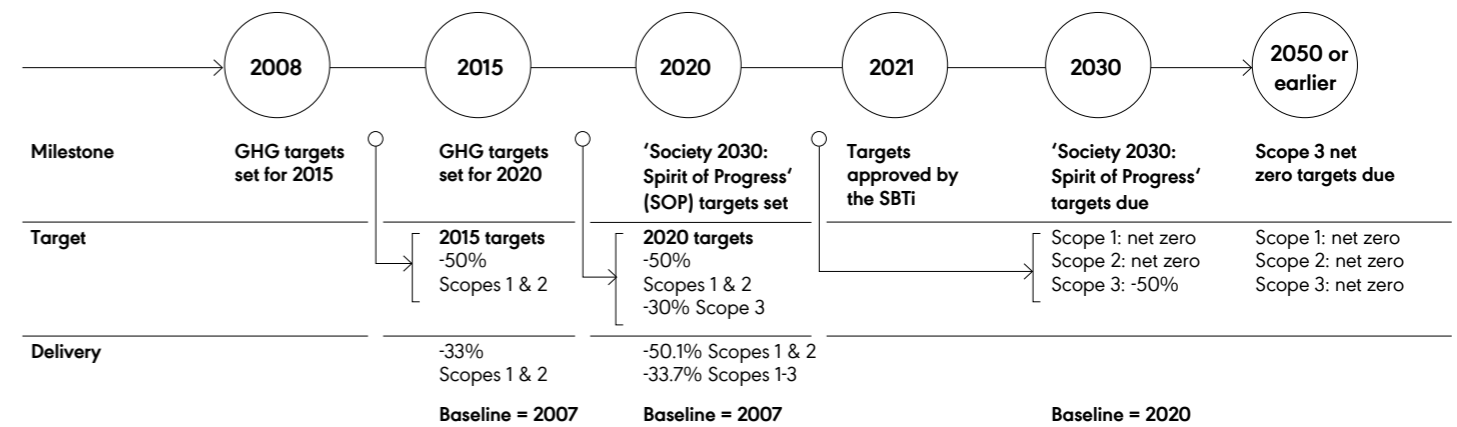 2008
2015
2020
2021
2030
2050 or
earlier
Milestone
GHG targets
set for 2015
GHG targets
set for 2020
‘Society 2030:
Spirit of Progress’
(SOP) targets set
Targets
approved by
the SBTi
‘Society 2030:
Spirit of Progress’
targets due
Scope 3 net
zero targets due
Target
2015 targets
-50%
Scopes 1 & 2
2020 targets
-50%
Scopes 1 & 2
-30% Scope 3
Scope 1: net zero
Scope 2: net zero
Scope 3: -50%
Scope 1: net zero
Scope 2: net zero
Scope 3: net zero
Delivery
-33%
Scopes 1 & 2
-50.1% Scopes 1 & 2
-33.7% Scopes 1-3
Baseline = 2007
Baseline = 2007
Baseline = 2020